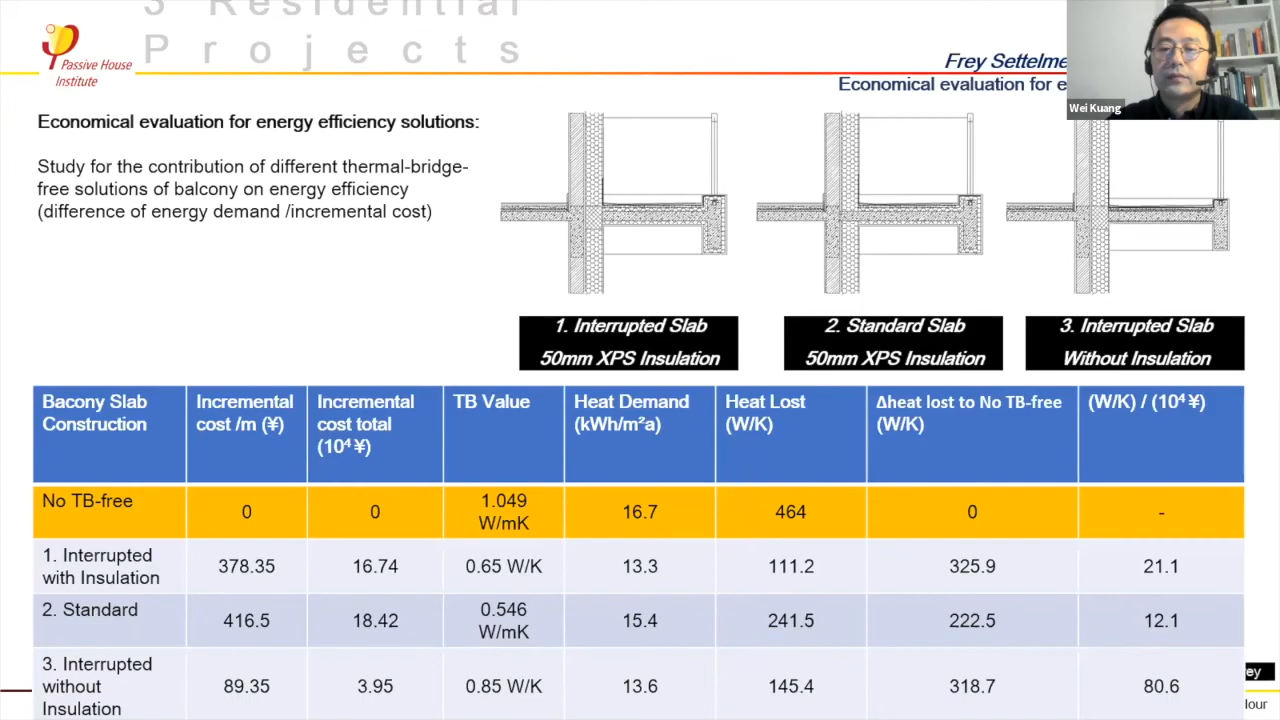 3 Residential
Projects
Passive House
Institute
Frey Settelme
Economical evaluation for e
Wei Kuang
Economical evaluation for energy efficiency solutions:
Study for the contribution of different thermal-bridge-
free solutions of balcony on energy efficiency
(difference of energy demand /incremental cost)
1. Interrupted Slab
50mm XPS Insulation
2. Standard Slab
50mm XPS Insulation
3. Interrupted Slab
Without Insulation
Bacony Slab
Construction
Incremental
cost /m (¥)
Incremental
cost total
(10⁴ ¥)
TB Value
Heat Demand
(kWh/m²a)
Heat Lost
(W/K)
Δheat lost to No TB-free
(W/K)
(W/K) / (10⁴ ¥)
No TB-free
0
0
1.049
W/mK
16.7
464
0
-
1. Interrupted
with Insulation
378.35
16.74
0.65 W/K
13.3
111.2
325.9
21.1
2. Standard
416.5
18.42
0.546
W/mK
15.4
241.5
222.5
12.1
3. Interrupted
without
Insulation
89.35
3.95
0.85 W/K
13.6
145.4
318.7
80.6
ey
lour